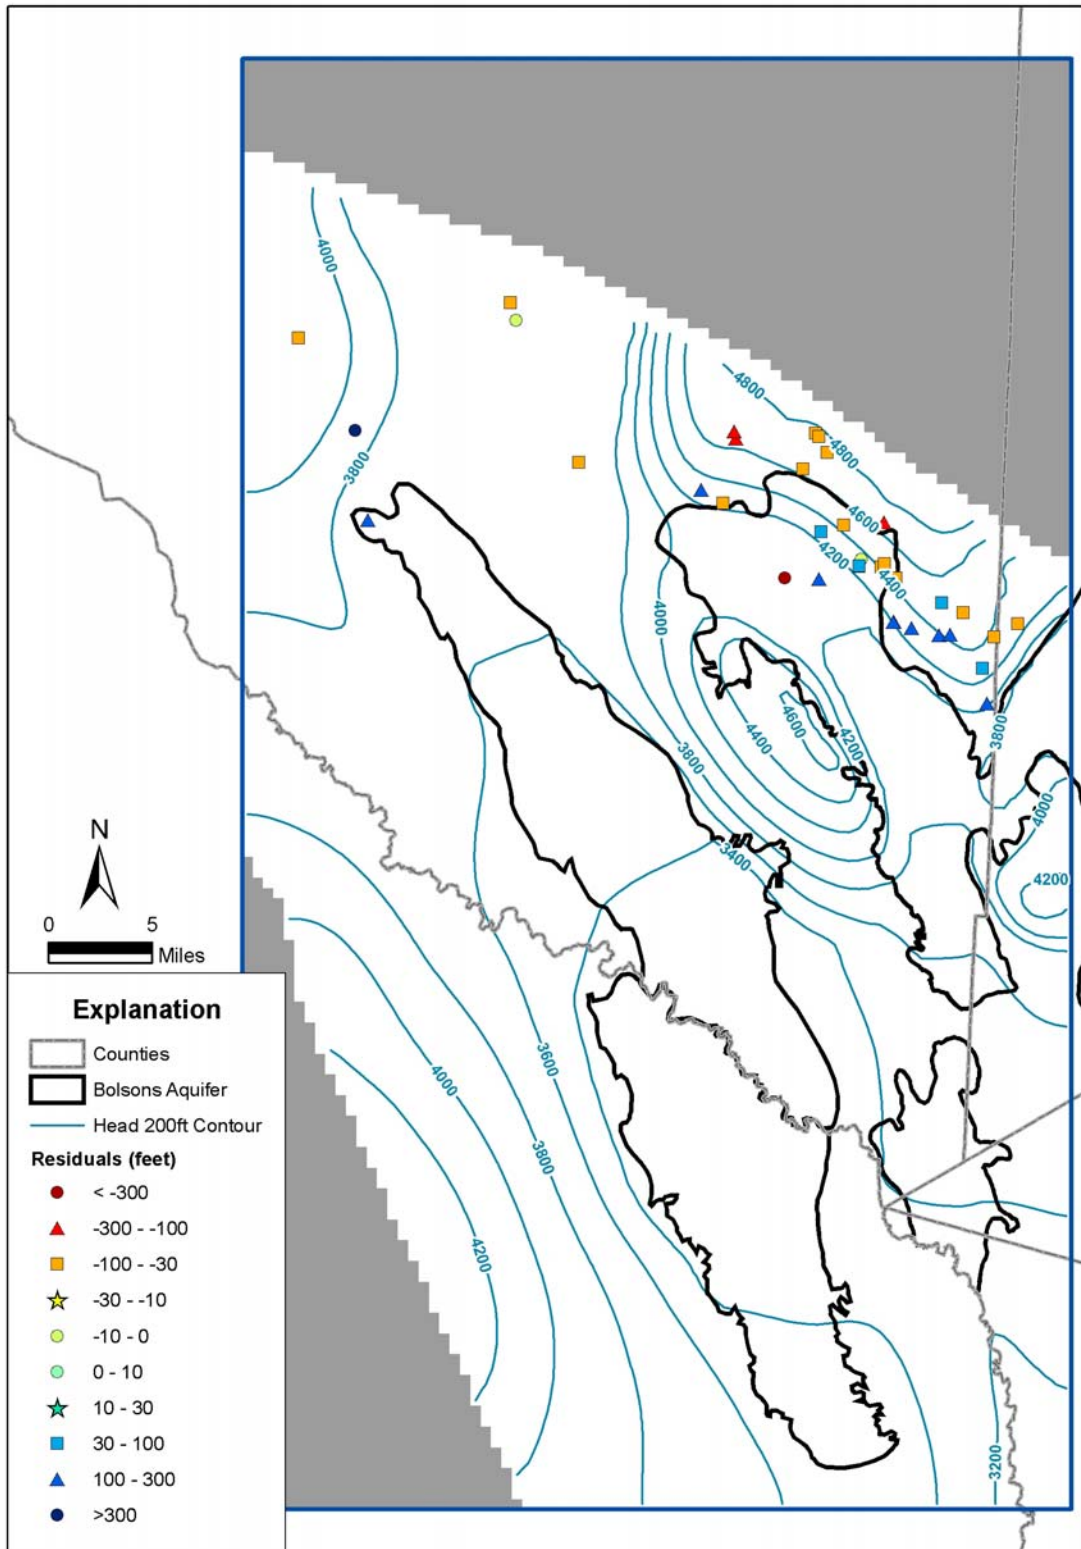 4000
4800
3800
4800
4600
4200
4400
4000
4600
4200
4400
3800
3800
4000
3400
4200
N
0 5
Miles
3600
4000
3800
4200
3200
Explanation
Counties
Bolsons Aquifer
Head 200ft Contour
Residuals (feet)
< -300
-300 - -100
-100 - -30
-30 - -10
-10 - 0
0 - 10
10 - 30
30 - 100
100 - 300
>300